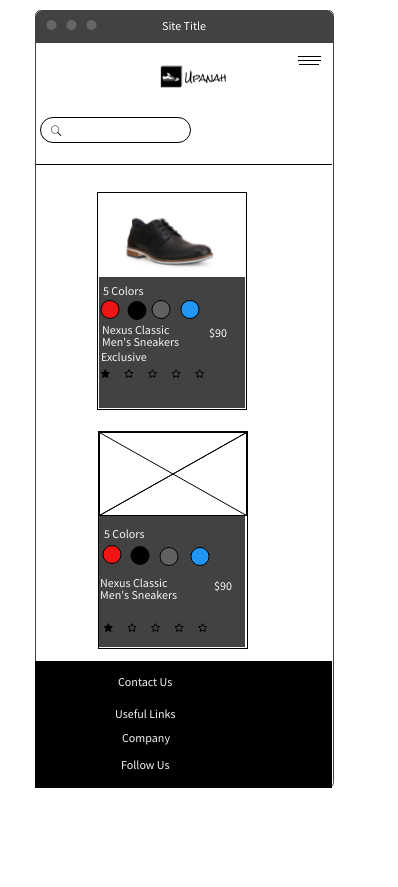 Site Title
UPANAH
5 Colors
Nexus Classic
Men's Sneakers
$90
Exclusive
5 Colors
Nexus Classic
Men's Sneakers
$90
Contact Us
Useful Links
Company
Follow Us